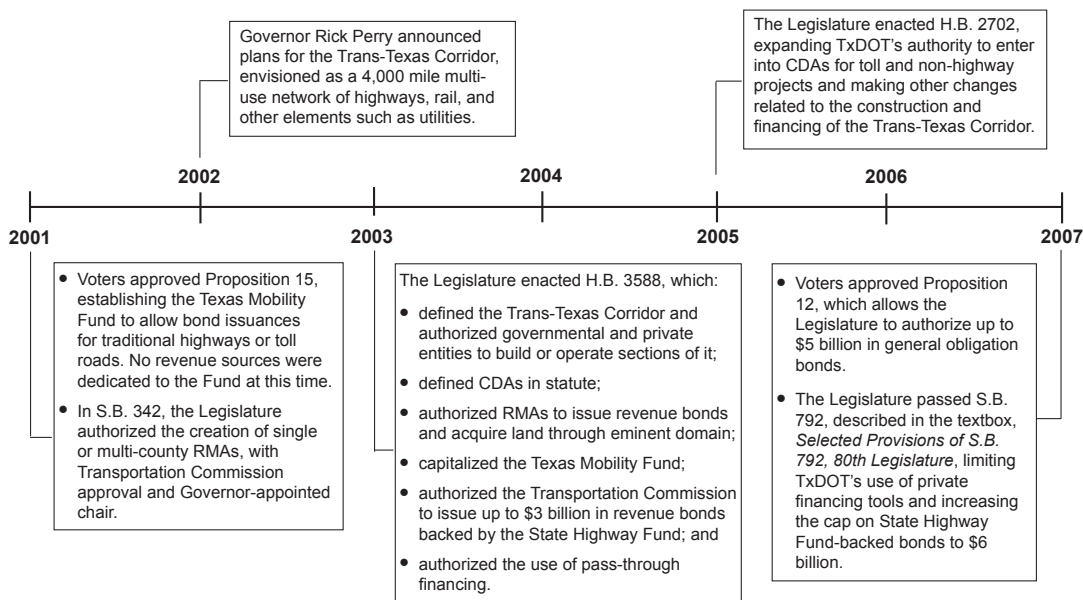 Governor Rick Perry announced
plans for the Trans-Texas Corridor,
envisioned as a 4,000 mile multi-
use network of highways, rail, and
other elements such as utilities.
The Legislature enacted H.B. 2702,
expanding TxDOT's authority to enter
into CDAs for toll and non-highway
projects and making other changes
related to the construction and
financing of the Trans-Texas Corridor.
2002
2004
2006
2001
2003
2005
2007
• Voters approved Proposition 15,
establishing the Texas Mobility
Fund to allow bond issuances
for traditional highways or toll
roads. No revenue sources were
dedicated to the Fund at this time.
• In S.B. 342, the Legislature
authorized the creation of single
or multi-county RMAs, with
Transportation Commission
approval and Governor-appointed
chair.
The Legislature enacted H.B. 3588, which:
• defined the Trans-Texas Corridor and
authorized governmental and private
entities to build or operate sections of it;
• defined CDAs in statute;
• authorized RMAs to issue revenue bonds
and acquire land through eminent domain;
• capitalized the Texas Mobility Fund;
• authorized the Transportation Commission
to issue up to $3 billion in revenue bonds
backed by the State Highway Fund; and
• authorized the use of pass-through
financing.
• Voters approved Proposition
12, which allows the
Legislature to authorize up to
$5 billion in general obligation
bonds.
• The Legislature passed S.B.
792, described in the textbox,
Selected Provisions of S.B.
792, 80th Legislature, limiting
TxDOT's use of private
financing tools and increasing
the cap on State Highway
Fund-backed bonds to $6
billion.